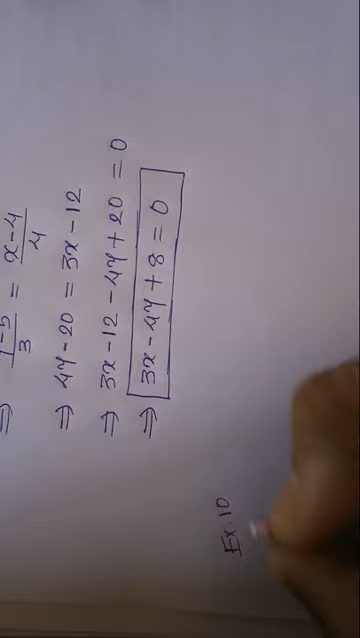 ⇒ y-5/3 = x-4/4
⇒ 4y - 20 = 3x - 12
⇒ 3x - 12 - 4y + 20 = 0
⇒ 3x - 4y + 8 = 0
Ex. 10